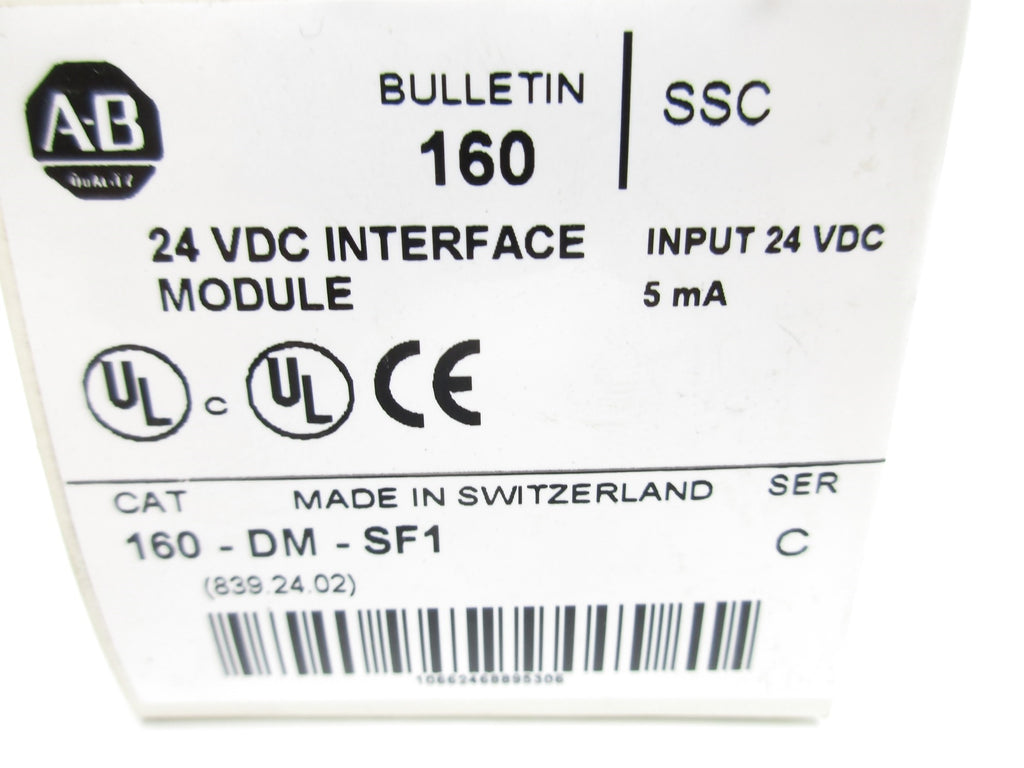 A-B
QUALITY
BULLETIN
160
SSC
24 VDC INTERFACE
MODULE
INPUT 24 VDC
5 mA
UL c UL CE
CAT
MADE IN SWITZERLAND
SER
160 - DM - SF1
C
(839.24.02)
10662468895306